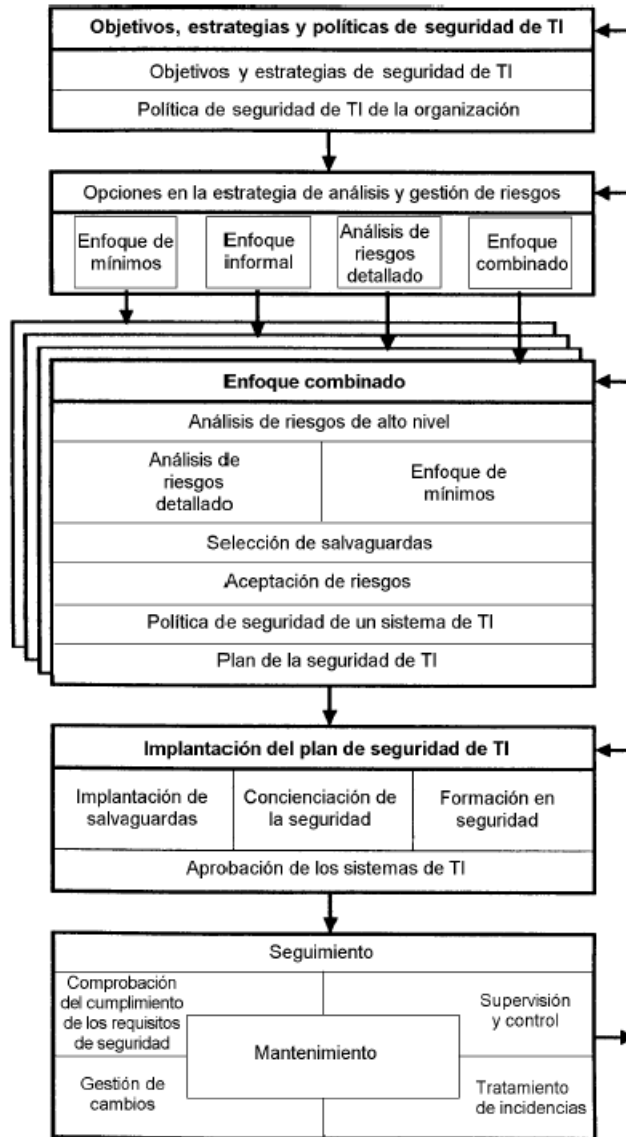 Objetivos, estrategias y políticas de seguridad de TI
Objetivos y estrategias de seguridad de TI
Política de seguridad de TI de la organización
Opciones en la estrategia de análisis y gestión de riesgos
Enfoque de
mínimos
Enfoque
informal
Análisis de
riesgos
detallado
Enfoque
combinado
Enfoque combinado
Análisis de riesgos de alto nivel
Análisis de
riesgos
detallado
Enfoque de
mínimos
Selección de salvaguardas
Aceptación de riesgos
Política de seguridad de un sistema de TI
Plan de la seguridad de TI
Implantación del plan de seguridad de TI
Implantación de
salvaguardas
Concienciación de
la seguridad
Formación en
seguridad
Aprobación de los sistemas de TI
Seguimiento
Comprobación
del cumplimiento
de los requisitos
de seguridad
Supervisión
y control
Mantenimiento
Gestión de
cambios
Tratamiento
de incidencias